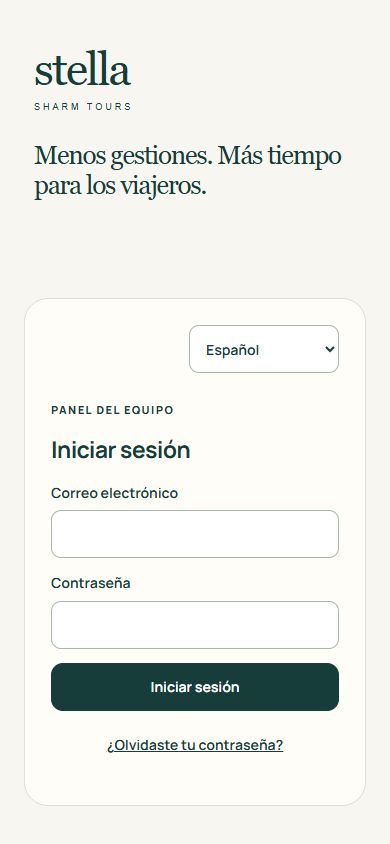 stella
SHARM TOURS
Menos gestiones. Más tiempo
para los viajeros.
Español
PANEL DEL EQUIPO
Iniciar sesión
Correo electrónico
Contraseña
Iniciar sesión
¿Olvidaste tu contraseña?